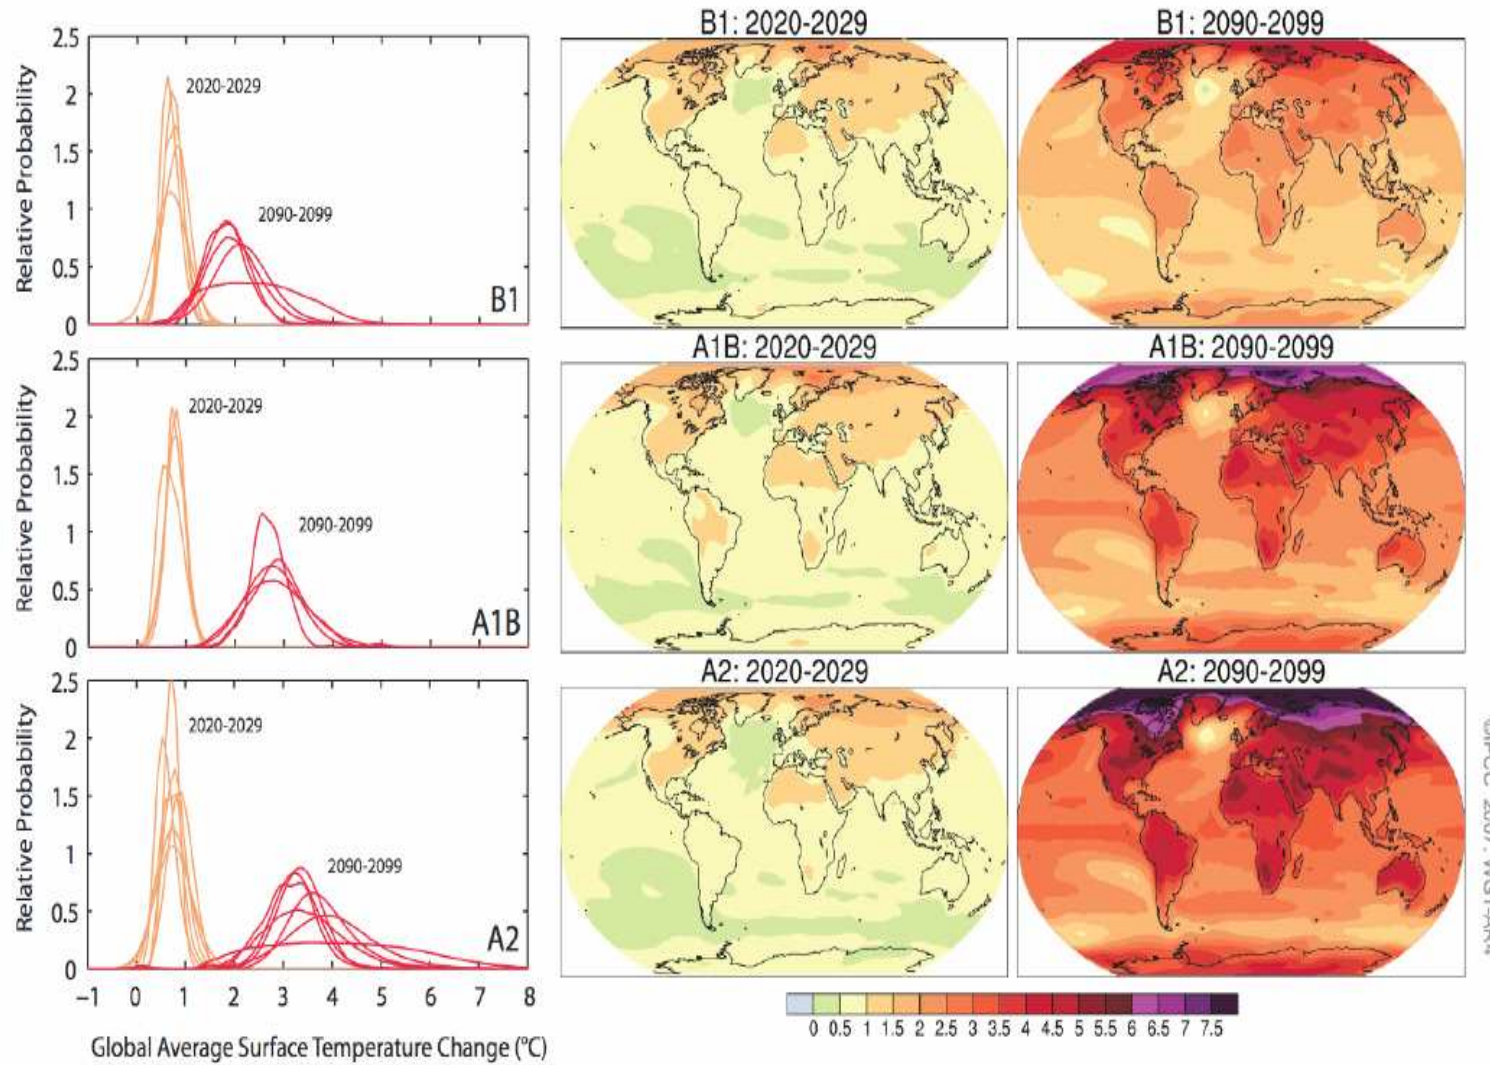 B1: 2020-2029
B1: 2090-2099
2.5
2
1.5
1
0.5
0
Relative Probability
2020-2029
2090-2099
B1
A1B: 2020-2029
A1B: 2090-2099
2.5
2
1.5
1
0.5
0
Relative Probability
2020-2029
2090-2099
A1B
A2: 2020-2029
A2: 2090-2099
2.5
2
1.5
1
0.5
0
Relative Probability
2020-2029
2090-2099
A2
−1 0 1 2 3 4 5 6 7 8
Global Average Surface Temperature Change (°C)
0 0.5 1 1.5 2 2.5 3 3.5 4 4.5 5 5.5 6 6.5 7 7.5